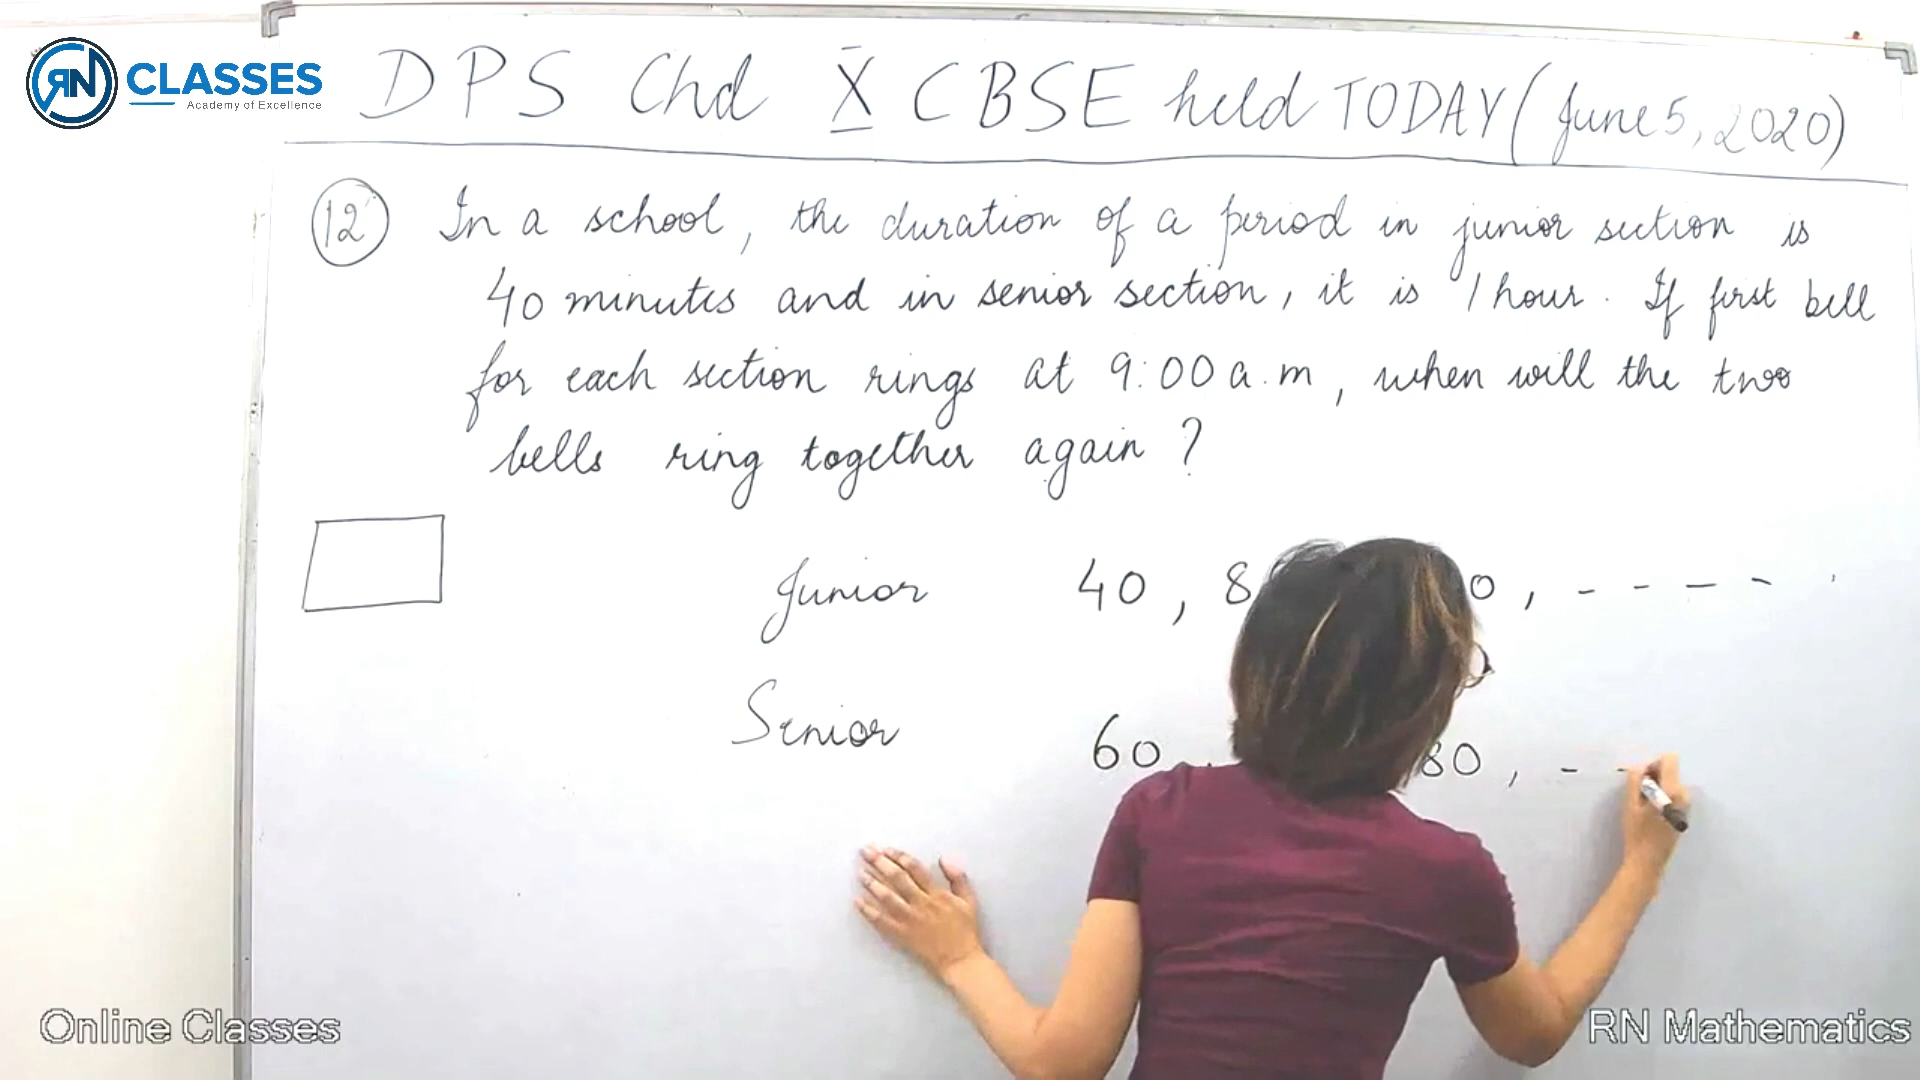 RN CLASSES
Academy of Excellence
DPS Chd X CBSE held TODAY (June 5, 2020)
12 In a school, the duration of a period in junior section is
40 minutes and in senior section, it is 1 hour. If first bell
for each section rings at 9:00 a.m, when will the two
bells ring together again?
Junior 40, 8 0, - - - -
Senior 60, 80, - -
Online Classes
RN Mathematics